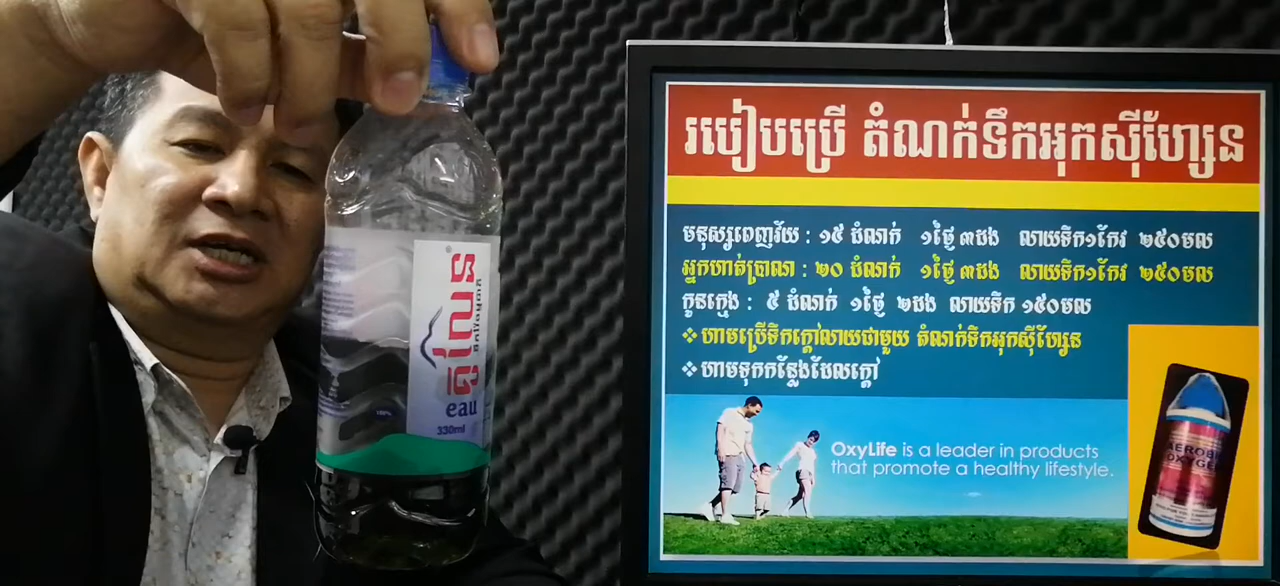 គូលែន
eau
330ml
របៀបប្រើ តំណក់ទឹកអុកស៊ីហ្សែន
មនុស្សពេញវ័យ : ១៥ ដំណក់ ១ថ្ងៃ ៣ដង លាយទឹក១កែវ ២៥០មល
អ្នកហាត់ប្រាណ : ២០ ដំណក់ ១ថ្ងៃ ៣ដង លាយទឹក១កែវ ២៥០មល
កូនក្មេង : ៥ ដំណក់ ១ថ្ងៃ ២ដង លាយទឹក ១៥០មល
❖ហាមប្រើទឹកក្តៅលាយជាមួយ តំណក់ទឹកអុកស៊ីហ្សែន
❖ហាមទុកកន្លែងដែលក្តៅ
OxyLife is a leader in products
that promote a healthy lifestyle.